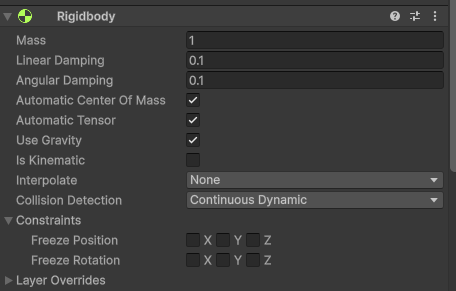 Rigidbody
Mass 1
Linear Damping 0.1
Angular Damping 0.1
Automatic Center Of Mass
Automatic Tensor
Use Gravity
Is Kinematic
Interpolate None
Collision Detection Continuous Dynamic
Constraints
Freeze Position X Y Z
Freeze Rotation X Y Z
Layer Overrides